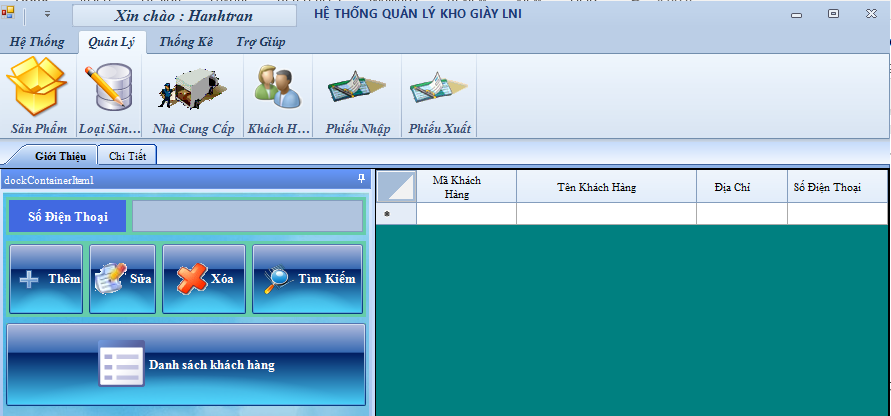 Xin chào : Hanhtran
HỆ THỐNG QUẢN LÝ KHO GIÀY LNI
Hệ Thống Quản Lý Thống Kê Trợ Giúp
Sản Phẩm Loại Sản... Nhà Cung Cấp Khách H... Phiếu Nhập Phiếu Xuất
Giới Thiệu Chi Tiết
dockContainerItem1
Số Điện Thoại
Thêm Sửa Xóa Tìm Kiếm
Danh sách khách hàng
Mã Khách
Hàng
Tên Khách Hàng Địa Chỉ Số Điện Thoại
*